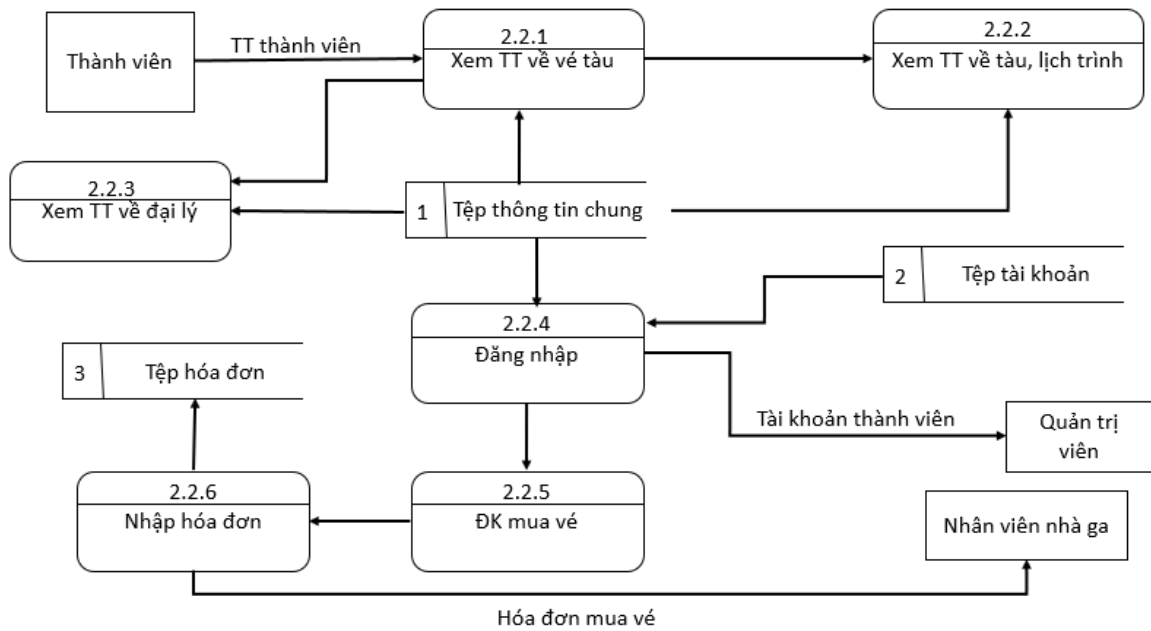 Thành viên
TT thành viên
2.2.1
Xem TT về vé tàu
2.2.2
Xem TT về tàu, lịch trình
2.2.3
Xem TT về đại lý
1
Tệp thông tin chung
2
Tệp tài khoản
2.2.4
Đăng nhập
3
Tệp hóa đơn
Tài khoản thành viên
Quản trị
viên
2.2.6
Nhập hóa đơn
2.2.5
ĐK mua vé
Nhân viên nhà ga
Hóa đơn mua vé